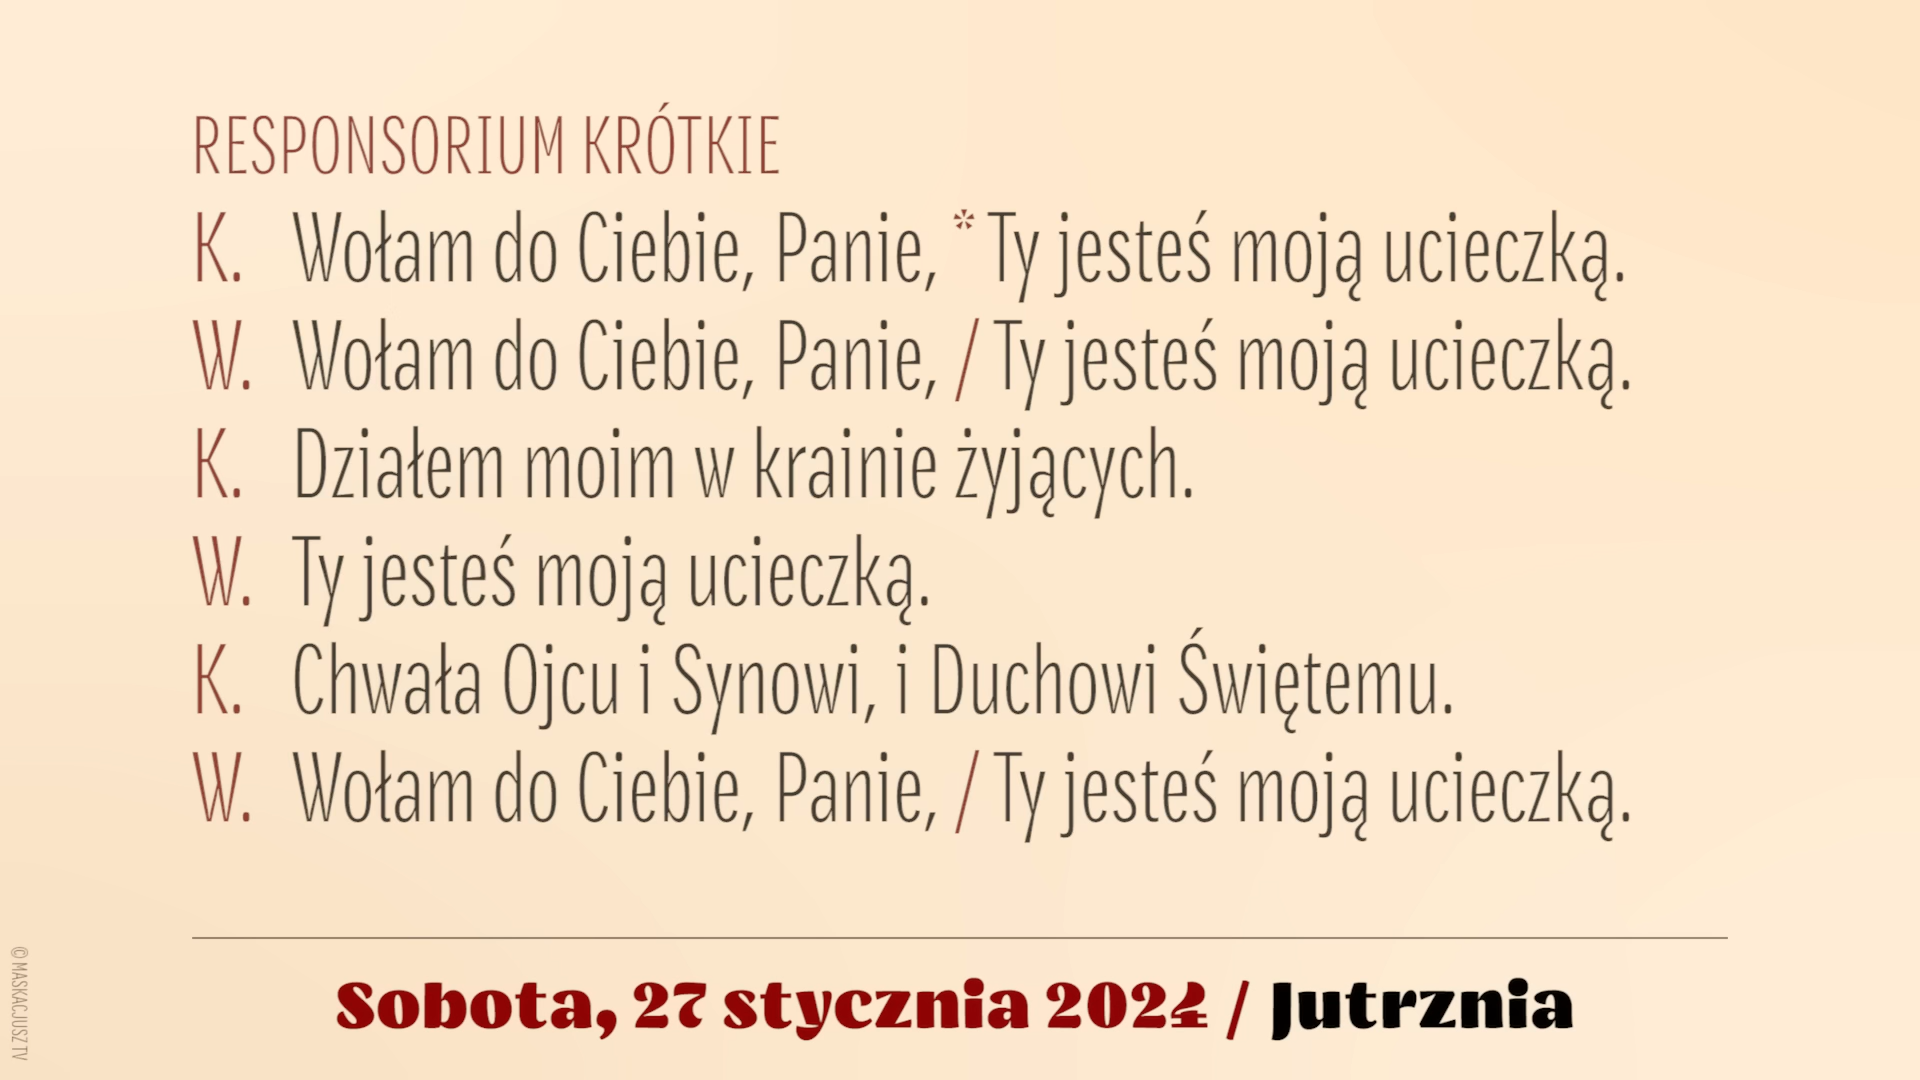 RESPONSORIUM KRÓTKIE
K. Wołam do Ciebie, Panie, * Ty jesteś moją ucieczką.
W. Wołam do Ciebie, Panie, / Ty jesteś moją ucieczką.
K. Działem moim w krainie żyjących.
W. Ty jesteś moją ucieczką.
K. Chwała Ojcu i Synowi, i Duchowi Świętemu.
W. Wołam do Ciebie, Panie, / Ty jesteś moją ucieczką.
Sobota, 27 stycznia 2024 / Jutrznia
© MASKACJUSZ TV